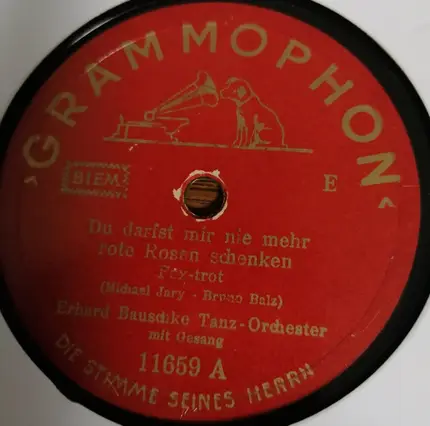 ›GRAMMOPHON‹
BIEM
E
Du darfst mir nie mehr
rote Rosen schenken
Fox-trot
(Michael Jary - Bruno Balz)
Erhard Bauschke Tanz-Orchester
mit Gesang
11659 A
DIE STIMME SEINES HERRN